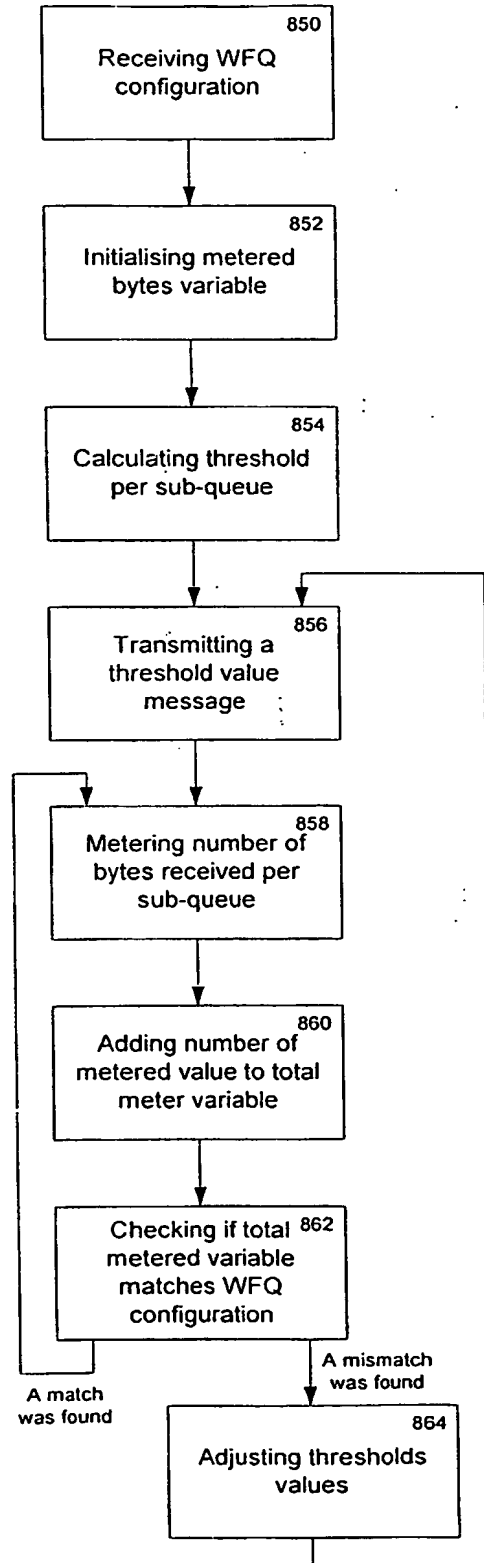 850
Receiving WFQ
configuration
852
Initialising metered
bytes variable
854
Calculating threshold
per sub-queue
856
Transmitting a
threshold value
message
858
Metering number of
bytes received per
sub-queue
860
Adding number of
metered value to total
meter variable
Checking if total 862
metered variable
matches WFQ
configuration
A match
was found
A mismatch
was found
864
Adjusting thresholds
values